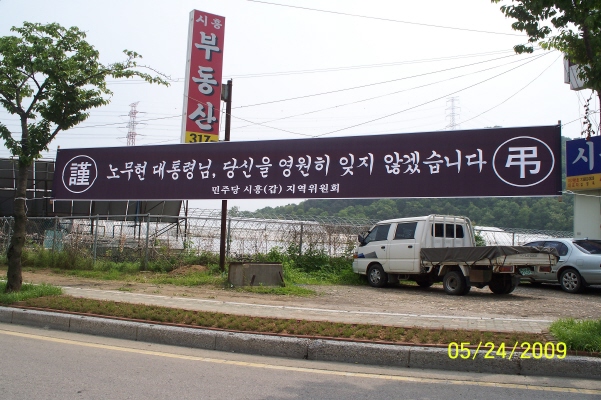 시흥
부동산
317
謹 노무현 대통령님, 당신을 영원히 잊지 않겠습니다 弔
민주당 시흥(갑) 지역위원회
시
05/24/2009